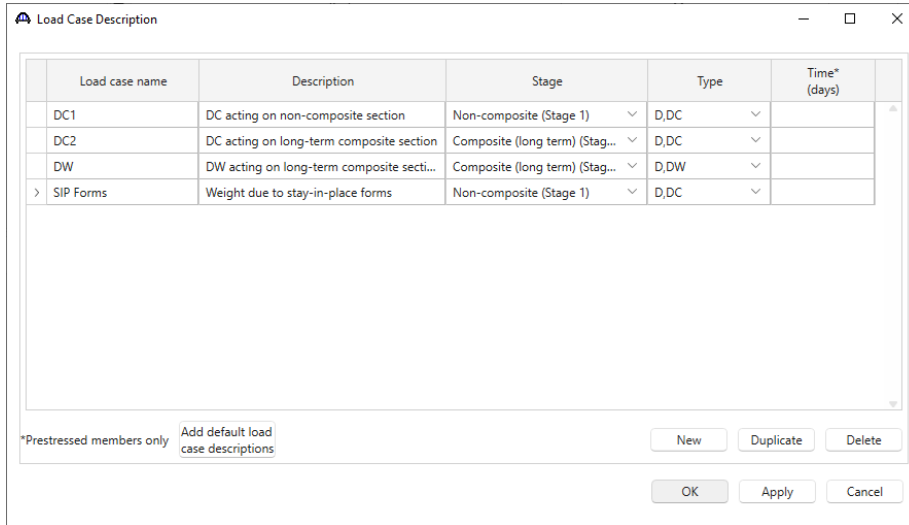 Load Case Description
Load case name Description Stage Type Time* (days)
DC1 DC acting on non-composite section Non-composite (Stage 1) D,DC
DC2 DC acting on long-term composite section Composite (long term) (Stag... D,DC
DW DW acting on long-term composite secti... Composite (long term) (Stag... D,DW
SIP Forms Weight due to stay-in-place forms Non-composite (Stage 1) D,DC
*Prestressed members only
Add default load
case descriptions
New Duplicate Delete
OK Apply Cancel